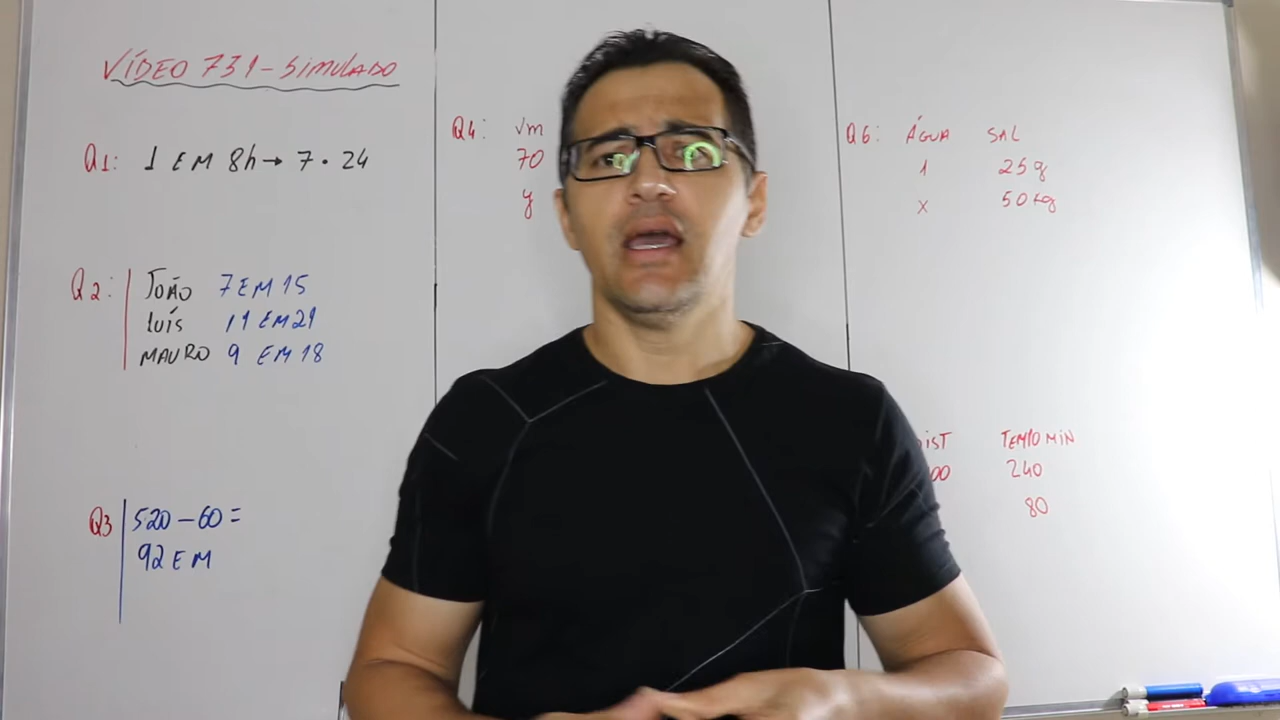 VÍDEO 731 - SIMULADO
Q1: 1 EM 8h → 7 • 24
Q2: JOÃO 7 EM 15
LUÍS 11 EM 21
MAURO 9 EM 18
Q3 520 - 60 =
92 EM
Q4: Vm
70
y
Q6: ÁGUA SAL
1 25 g
x 50 kg
TEMPO MIN
240
80